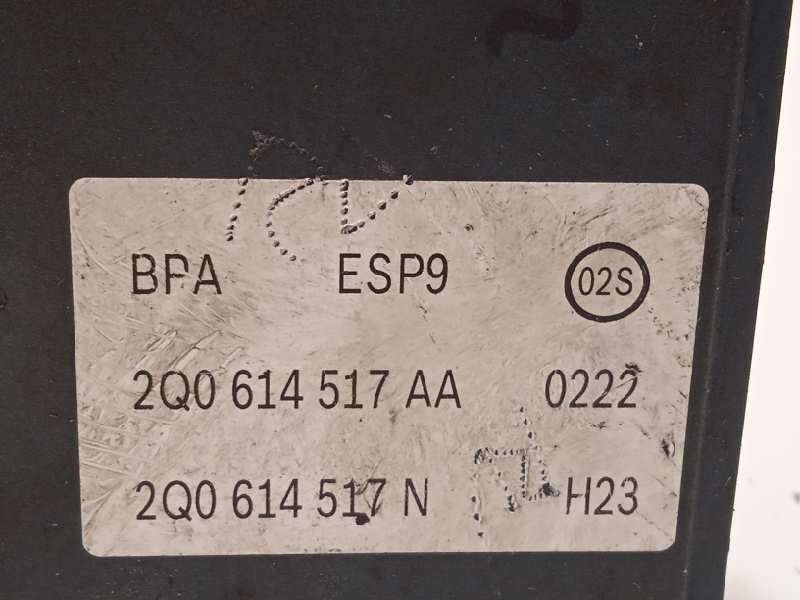 BPA ESP9 02S
2Q0 614 517 AA 0222
2Q0 614 517 N H23